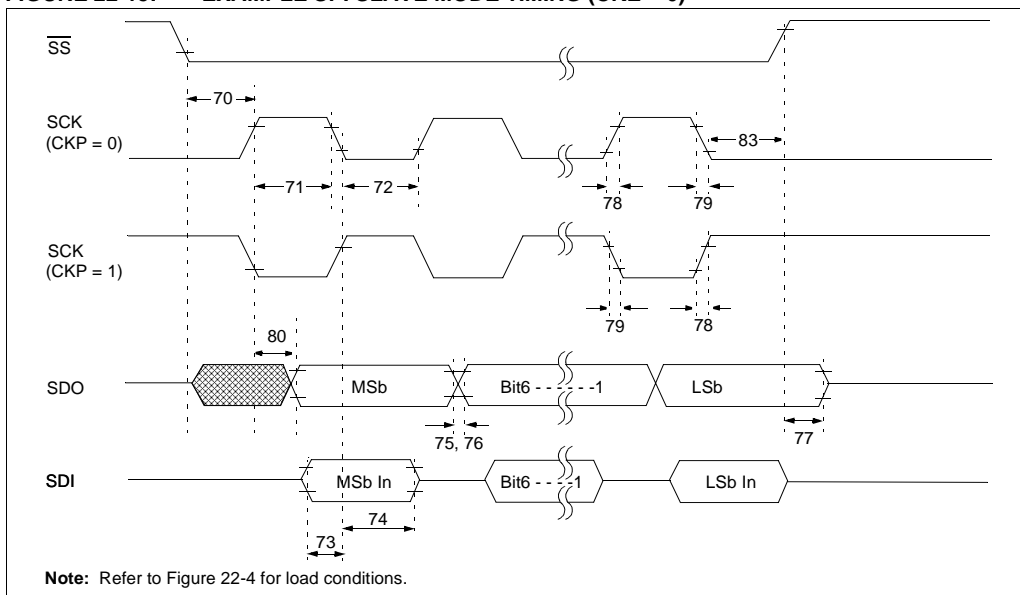 SS
70
SCK
(CKP = 0)
83
71
72
78
79
SCK
(CKP = 1)
79
78
80
SDO
MSb
Bit6 - - - - - -1
LSb
75, 76
77
SDI
MSb In
Bit6 - - - -1
LSb In
74
73
Note: Refer to Figure 22-4 for load conditions.